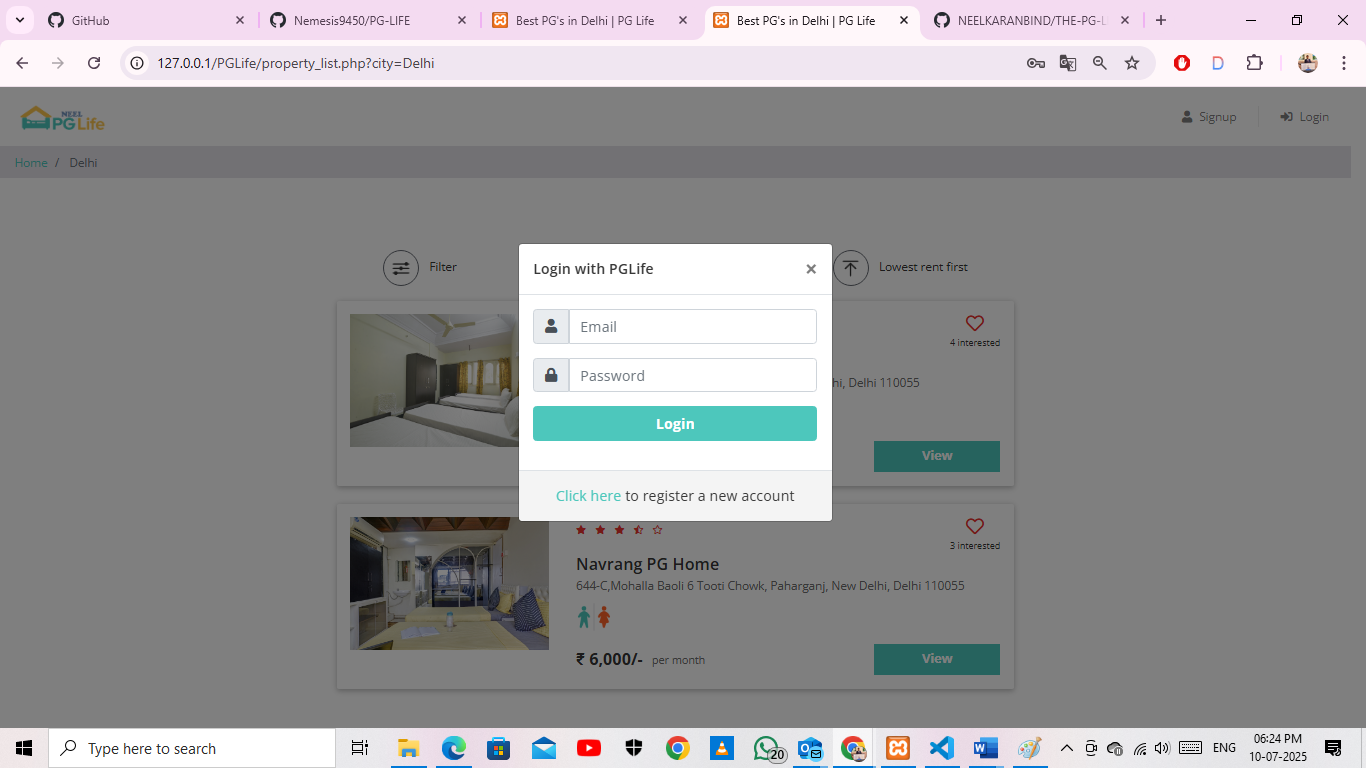 GitHub
Nemesis9450/PG-LIFE
Best PG's in Delhi | PG Life
Best PG's in Delhi | PG Life
NEELKARANBIND/THE-PG-L
127.0.0.1/PGLife/property_list.php?city=Delhi
NEEL
PG Life
Signup
Login
Home / Delhi
Filter
Lowest rent first
Login with PGLife
×
Email
Password
Login
Click here to register a new account
4 interested
hi, Delhi 110055
View
3 interested
Navrang PG Home
644-C,Mohalla Baoli 6 Tooti Chowk, Paharganj, New Delhi, Delhi 110055
₹ 6,000/- per month
View
Type here to search
20
ENG
06:24 PM
10-07-2025